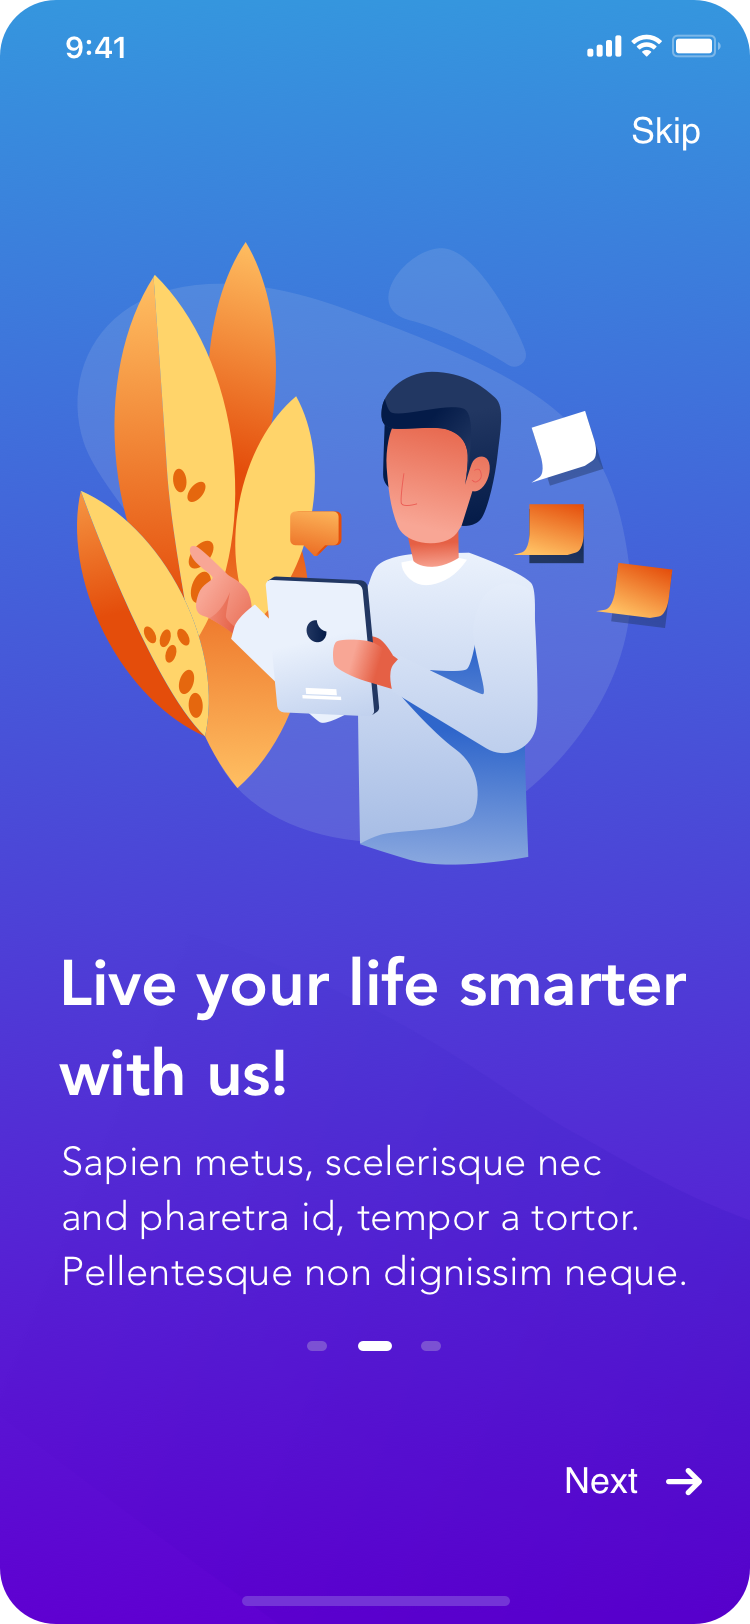 9:41
Skip
Live your life smarter
with us!
Sapien metus, scelerisque nec
and pharetra id, tempor a tortor.
Pellentesque non dignissim neque.
Next